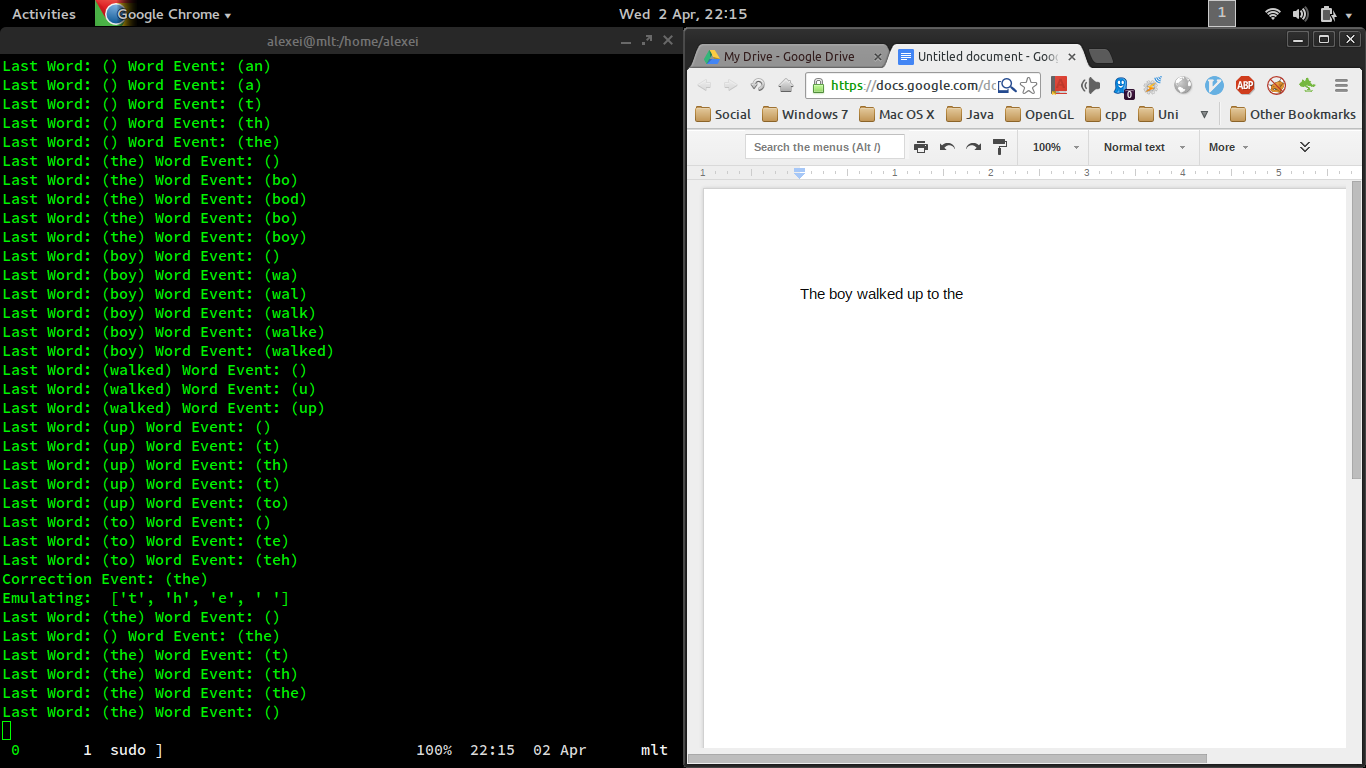 Activities Google Chrome Wed 2 Apr, 22:15 1
alexei@mlt:/home/alexei
Last Word: () Word Event: (an)
Last Word: () Word Event: (a)
Last Word: () Word Event: (t)
Last Word: () Word Event: (th)
Last Word: () Word Event: (the)
Last Word: (the) Word Event: ()
Last Word: (the) Word Event: (bo)
Last Word: (the) Word Event: (bod)
Last Word: (the) Word Event: (bo)
Last Word: (the) Word Event: (boy)
Last Word: (boy) Word Event: ()
Last Word: (boy) Word Event: (wa)
Last Word: (boy) Word Event: (wal)
Last Word: (boy) Word Event: (walk)
Last Word: (boy) Word Event: (walke)
Last Word: (boy) Word Event: (walked)
Last Word: (walked) Word Event: ()
Last Word: (walked) Word Event: (u)
Last Word: (walked) Word Event: (up)
Last Word: (up) Word Event: ()
Last Word: (up) Word Event: (t)
Last Word: (up) Word Event: (th)
Last Word: (up) Word Event: (t)
Last Word: (up) Word Event: (to)
Last Word: (to) Word Event: ()
Last Word: (to) Word Event: (te)
Last Word: (to) Word Event: (teh)
Correction Event: (the)
Emulating:  ['t', 'h', 'e', ' ']
Last Word: (the) Word Event: ()
Last Word: () Word Event: (the)
Last Word: (the) Word Event: (t)
Last Word: (the) Word Event: (th)
Last Word: (the) Word Event: (the)
Last Word: (the) Word Event: ()
0 1 sudo ] 100% 22:15 02 Apr mlt
My Drive - Google Drive Untitled document - Goo
https://docs.google.com/dc
0
ABP
Social Windows 7 Mac OS X Java OpenGL cpp Uni Other Bookmarks
Search the menus (Alt /) 100% Normal text More
1 1 2 3 4 5
The boy walked up to the